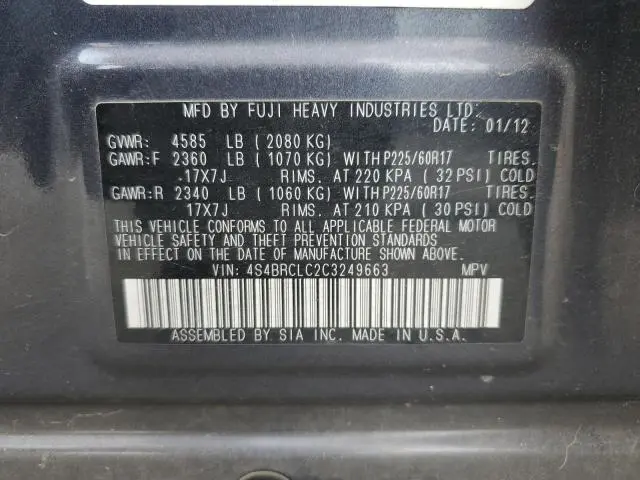 MFD BY FUJI HEAVY INDUSTRIES LTD.
DATE: 01/12
GVWR: 4585 LB ( 2080 KG)
GAWR:F 2360 LB ( 1070 KG) WITH P225/60R17 TIRES.
17X7J RIMS. AT 220 KPA ( 32 PSI) COLD
GAWR:R 2340 LB ( 1060 KG) WITH P225/60R17 TIRES.
17X7J RIMS. AT 210 KPA ( 30 PSI) COLD
THIS VEHICLE CONFORMS TO ALL APPLICABLE FEDERAL MOTOR
VEHICLE SAFETY AND THEFT PREVENTION STANDARDS
IN EFFECT ON THE DATE OF MANUFACTURE SHOWN ABOVE.
VIN: 4S4BRCLC2C3249663 MPV
ASSEMBLED BY SIA INC. MADE IN U.S.A.